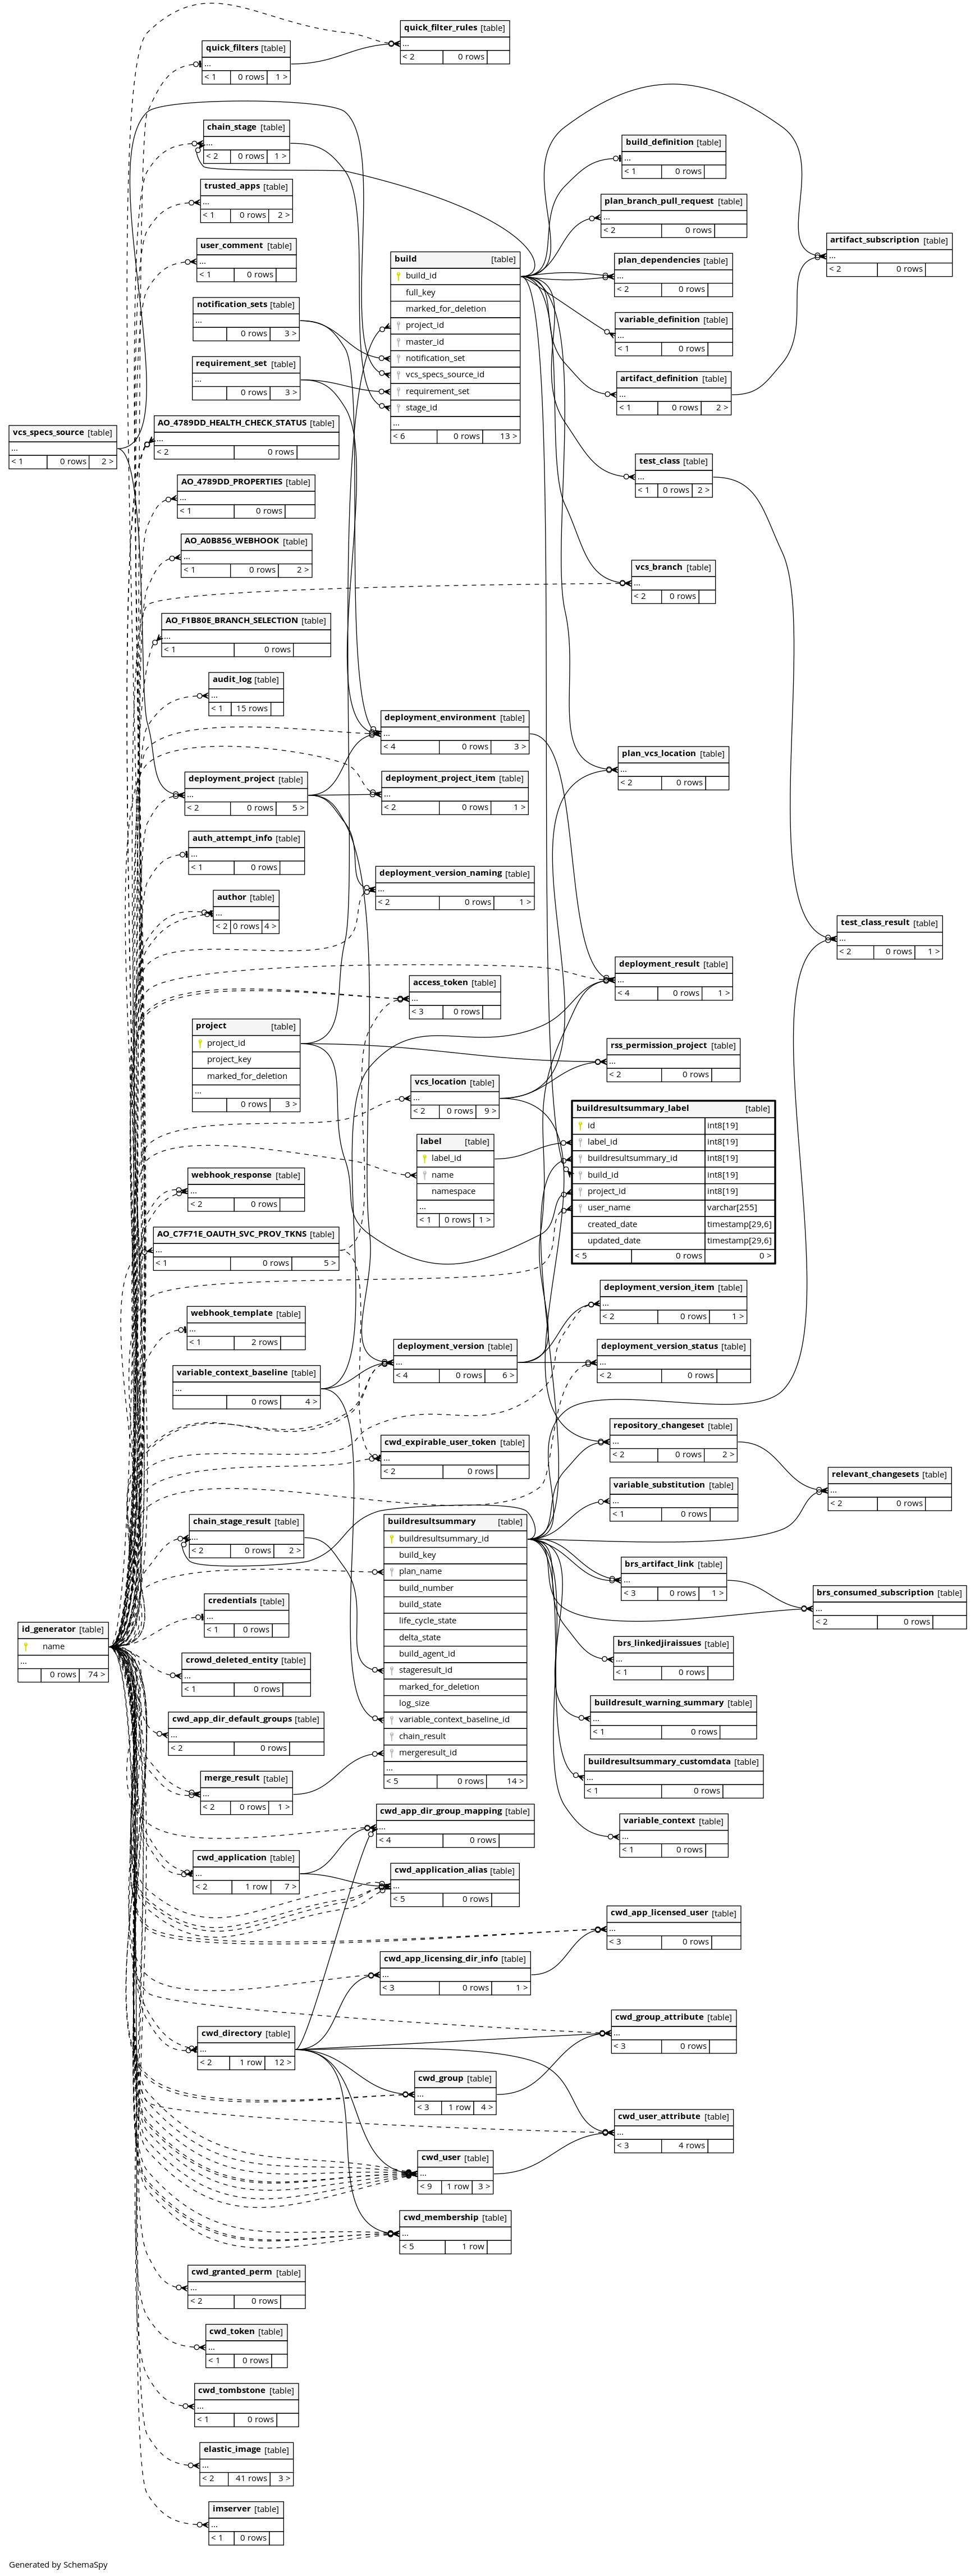 quick_filter_rules [table]
...
< 2 0 rows
quick_filters [table]
...
< 1 0 rows 1 >
chain_stage [table]
...
< 2 0 rows 1 >
build_definition [table]
...
< 1 0 rows
trusted_apps [table]
...
< 1 0 rows 2 >
plan_branch_pull_request [table]
...
< 2 0 rows
user_comment [table]
...
< 1 0 rows
artifact_subscription [table]
...
< 2 0 rows
build [table]
build_id
full_key
marked_for_deletion
project_id
master_id
notification_set
vcs_specs_source_id
requirement_set
stage_id
...
< 6 0 rows 13 >
plan_dependencies [table]
...
< 2 0 rows
notification_sets [table]
...
0 rows 3 >
variable_definition [table]
...
< 1 0 rows
requirement_set [table]
...
0 rows 3 >
artifact_definition [table]
...
< 1 0 rows 2 >
vcs_specs_source [table]
...
< 1 0 rows 2 >
AO_4789DD_HEALTH_CHECK_STATUS [table]
...
< 2 0 rows
test_class [table]
...
< 1 0 rows 2 >
AO_4789DD_PROPERTIES [table]
...
< 1 0 rows
AO_A0B856_WEBHOOK [table]
...
< 1 0 rows 2 >
vcs_branch [table]
...
< 2 0 rows
AO_F1B80E_BRANCH_SELECTION [table]
...
< 1 0 rows
audit_log [table]
...
< 1 15 rows
deployment_environment [table]
...
< 4 0 rows 3 >
plan_vcs_location [table]
...
< 2 0 rows
deployment_project [table]
...
< 2 0 rows 5 >
deployment_project_item [table]
...
< 2 0 rows 1 >
auth_attempt_info [table]
...
< 1 0 rows
deployment_version_naming [table]
...
< 2 0 rows 1 >
author [table]
...
< 2 0 rows 4 >
test_class_result [table]
...
< 2 0 rows 1 >
deployment_result [table]
...
< 4 0 rows 1 >
access_token [table]
...
< 3 0 rows
project [table]
project_id
project_key
marked_for_deletion
...
0 rows 3 >
rss_permission_project [table]
...
< 2 0 rows
vcs_location [table]
...
< 2 0 rows 9 >
buildresultsummary_label [table]
id int8[19]
label_id int8[19]
buildresultsummary_id int8[19]
build_id int8[19]
project_id int8[19]
user_name varchar[255]
created_date timestamp[29,6]
updated_date timestamp[29,6]
< 5 0 rows 0 >
label [table]
label_id
name
namespace
...
< 1 0 rows 1 >
webhook_response [table]
...
< 2 0 rows
AO_C7F71E_OAUTH_SVC_PROV_TKNS [table]
...
< 1 0 rows 5 >
deployment_version_item [table]
...
< 2 0 rows 1 >
webhook_template [table]
...
< 1 2 rows
deployment_version [table]
...
< 4 0 rows 6 >
deployment_version_status [table]
...
< 2 0 rows
variable_context_baseline [table]
...
0 rows 4 >
repository_changeset [table]
...
< 2 0 rows 2 >
cwd_expirable_user_token [table]
...
< 2 0 rows
relevant_changesets [table]
...
< 2 0 rows
variable_substitution [table]
...
< 1 0 rows
chain_stage_result [table]
...
< 2 0 rows 2 >
buildresultsummary [table]
buildresultsummary_id
build_key
plan_name
build_number
build_state
life_cycle_state
delta_state
build_agent_id
stageresult_id
marked_for_deletion
log_size
variable_context_baseline_id
chain_result
mergeresult_id
...
< 5 0 rows 14 >
brs_artifact_link [table]
...
< 3 0 rows 1 >
brs_consumed_subscription [table]
...
< 2 0 rows
credentials [table]
...
< 1 0 rows
id_generator [table]
name
...
0 rows 74 >
brs_linkedjiraissues [table]
...
< 1 0 rows
crowd_deleted_entity [table]
...
< 1 0 rows
buildresult_warning_summary [table]
...
< 1 0 rows
cwd_app_dir_default_groups [table]
...
< 2 0 rows
buildresultsummary_customdata [table]
...
< 1 0 rows
merge_result [table]
...
< 2 0 rows 1 >
cwd_app_dir_group_mapping [table]
...
< 4 0 rows
variable_context [table]
...
< 1 0 rows
cwd_application [table]
...
< 2 1 row 7 >
cwd_application_alias [table]
...
< 5 0 rows
cwd_app_licensed_user [table]
...
< 3 0 rows
cwd_app_licensing_dir_info [table]
...
< 3 0 rows 1 >
cwd_group_attribute [table]
...
< 3 0 rows
cwd_directory [table]
...
< 2 1 row 12 >
cwd_group [table]
...
< 3 1 row 4 >
cwd_user_attribute [table]
...
< 3 4 rows
cwd_user [table]
...
< 9 1 row 3 >
cwd_membership [table]
...
< 5 1 row
cwd_granted_perm [table]
...
< 2 0 rows
cwd_token [table]
...
< 1 0 rows
cwd_tombstone [table]
...
< 1 0 rows
elastic_image [table]
...
< 2 41 rows 3 >
imserver [table]
...
< 1 0 rows
Generated by SchemaSpy